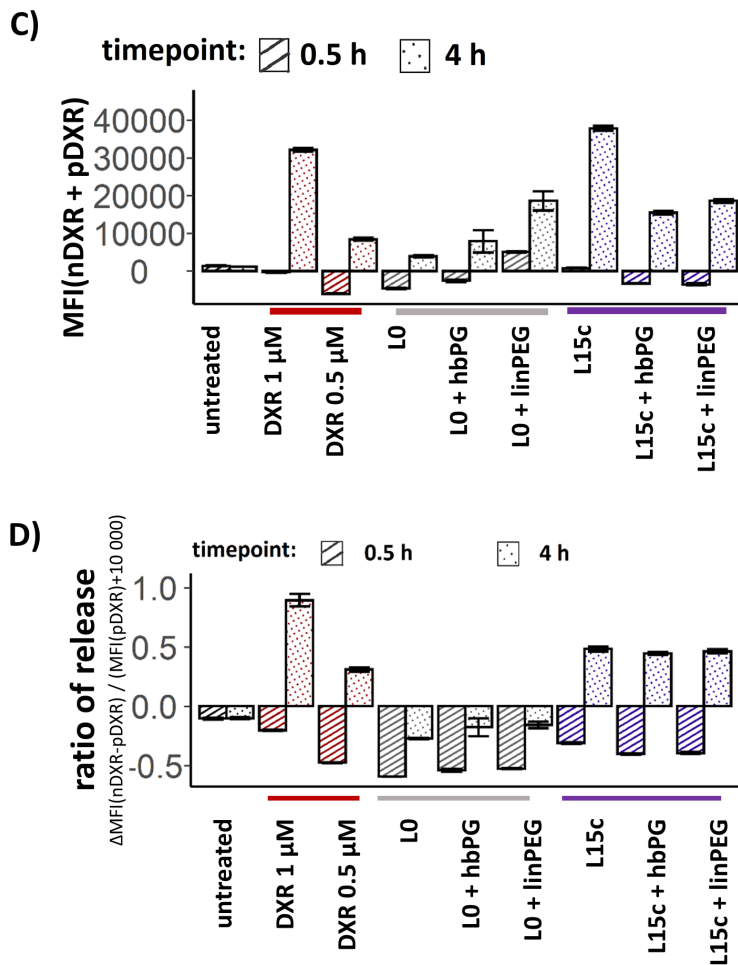 C)
timepoint: 0.5 h 4 h
MFI(nDXR + pDXR)
40000
30000
20000
10000
0
untreated
DXR 1 µM
DXR 0.5 µM
L0
L0 + hbPG
L0 + linPEG
L15c
L15c + hbPG
L15c + linPEG
D)
timepoint: 0.5 h 4 h
ratio of release
ΔMFI(nDXR-pDXR) / (MFI(pDXR)+10 000)
1.0
0.5
0.0
-0.5
untreated
DXR 1 µM
DXR 0.5 µM
L0
L0 + hbPG
L0 + linPEG
L15c
L15c + hbPG
L15c + linPEG